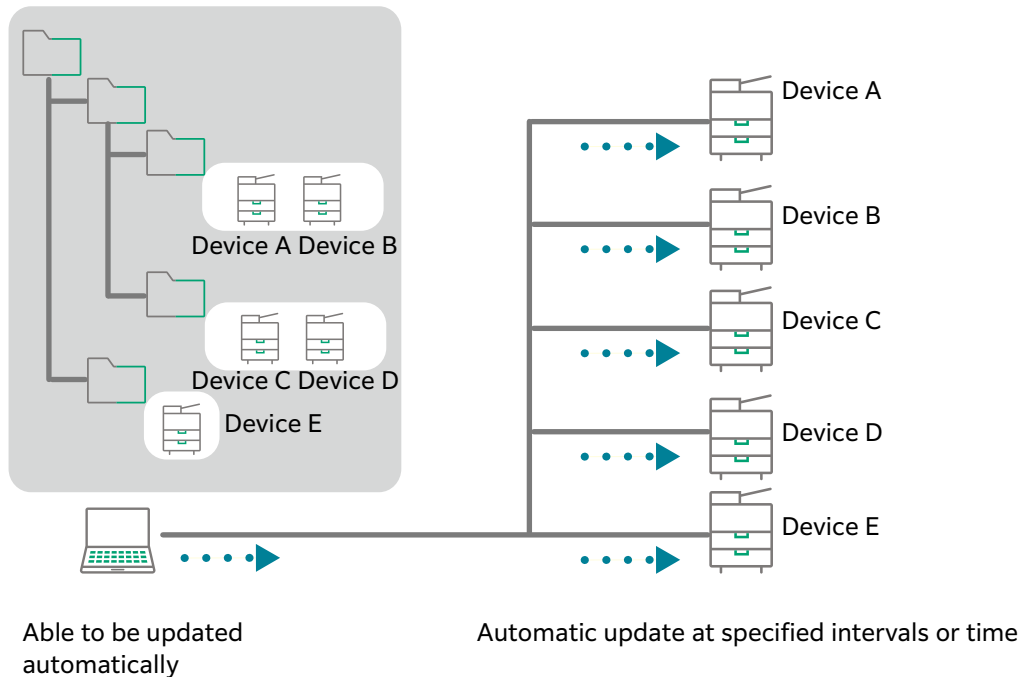 Device A
Device B
Device A Device B
Device C
Device C Device D
Device E
Device D
Device E
Able to be updated
automatically
Automatic update at specified intervals or time